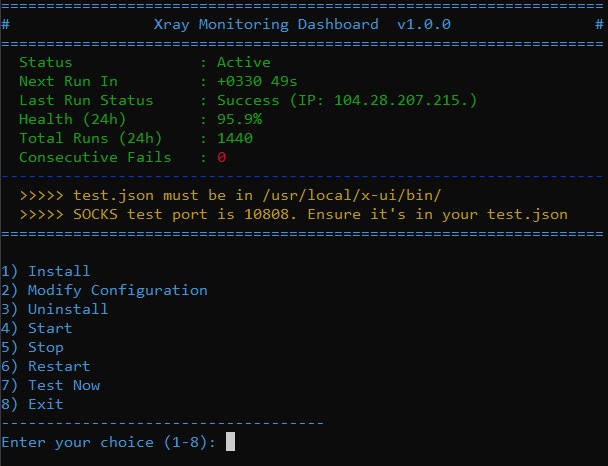 ===================================================================
#                Xray Monitoring Dashboard  v1.0.0                #
===================================================================
  Status              : Active
  Next Run In         : +0330 49s
  Last Run Status     : Success (IP: 104.28.207.215.)
  Health (24h)        : 95.9%
  Total Runs (24h)    : 1440
  Consecutive Fails   : 0
-------------------------------------------------------------------
  >>>>> test.json must be in /usr/local/x-ui/bin/
  >>>>> SOCKS test port is 10808. Ensure it's in your test.json
===================================================================
1) Install
2) Modify Configuration
3) Uninstall
4) Start
5) Stop
6) Restart
7) Test Now
8) Exit
------------------------------------
Enter your choice (1-8):